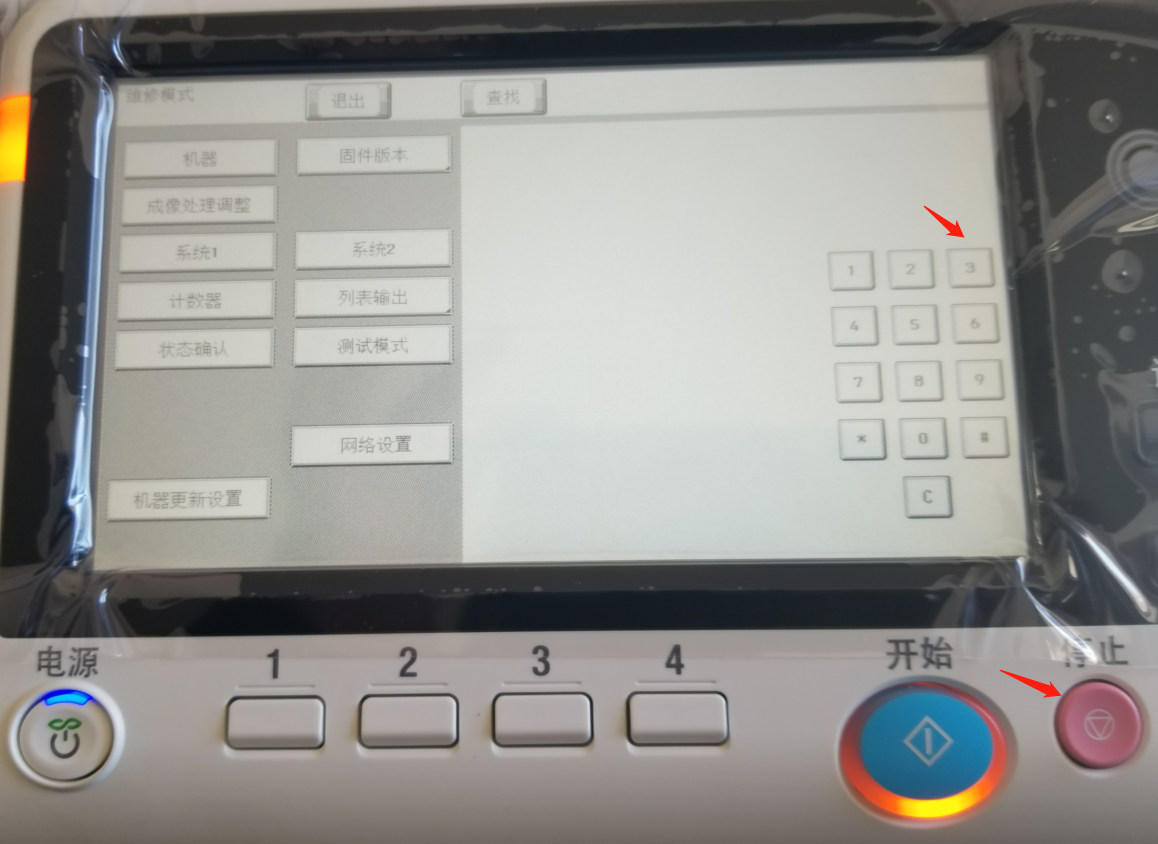 维修模式 退出 查找
机器 固件版本
成像处理调整
系统1 系统2
计数器 列表输出
状态确认 测试模式
网络设置
机器更新设置
1 2 3
4 5 6
7 8 9
* 0 #
C
电源 1 2 3 4 开始 停止